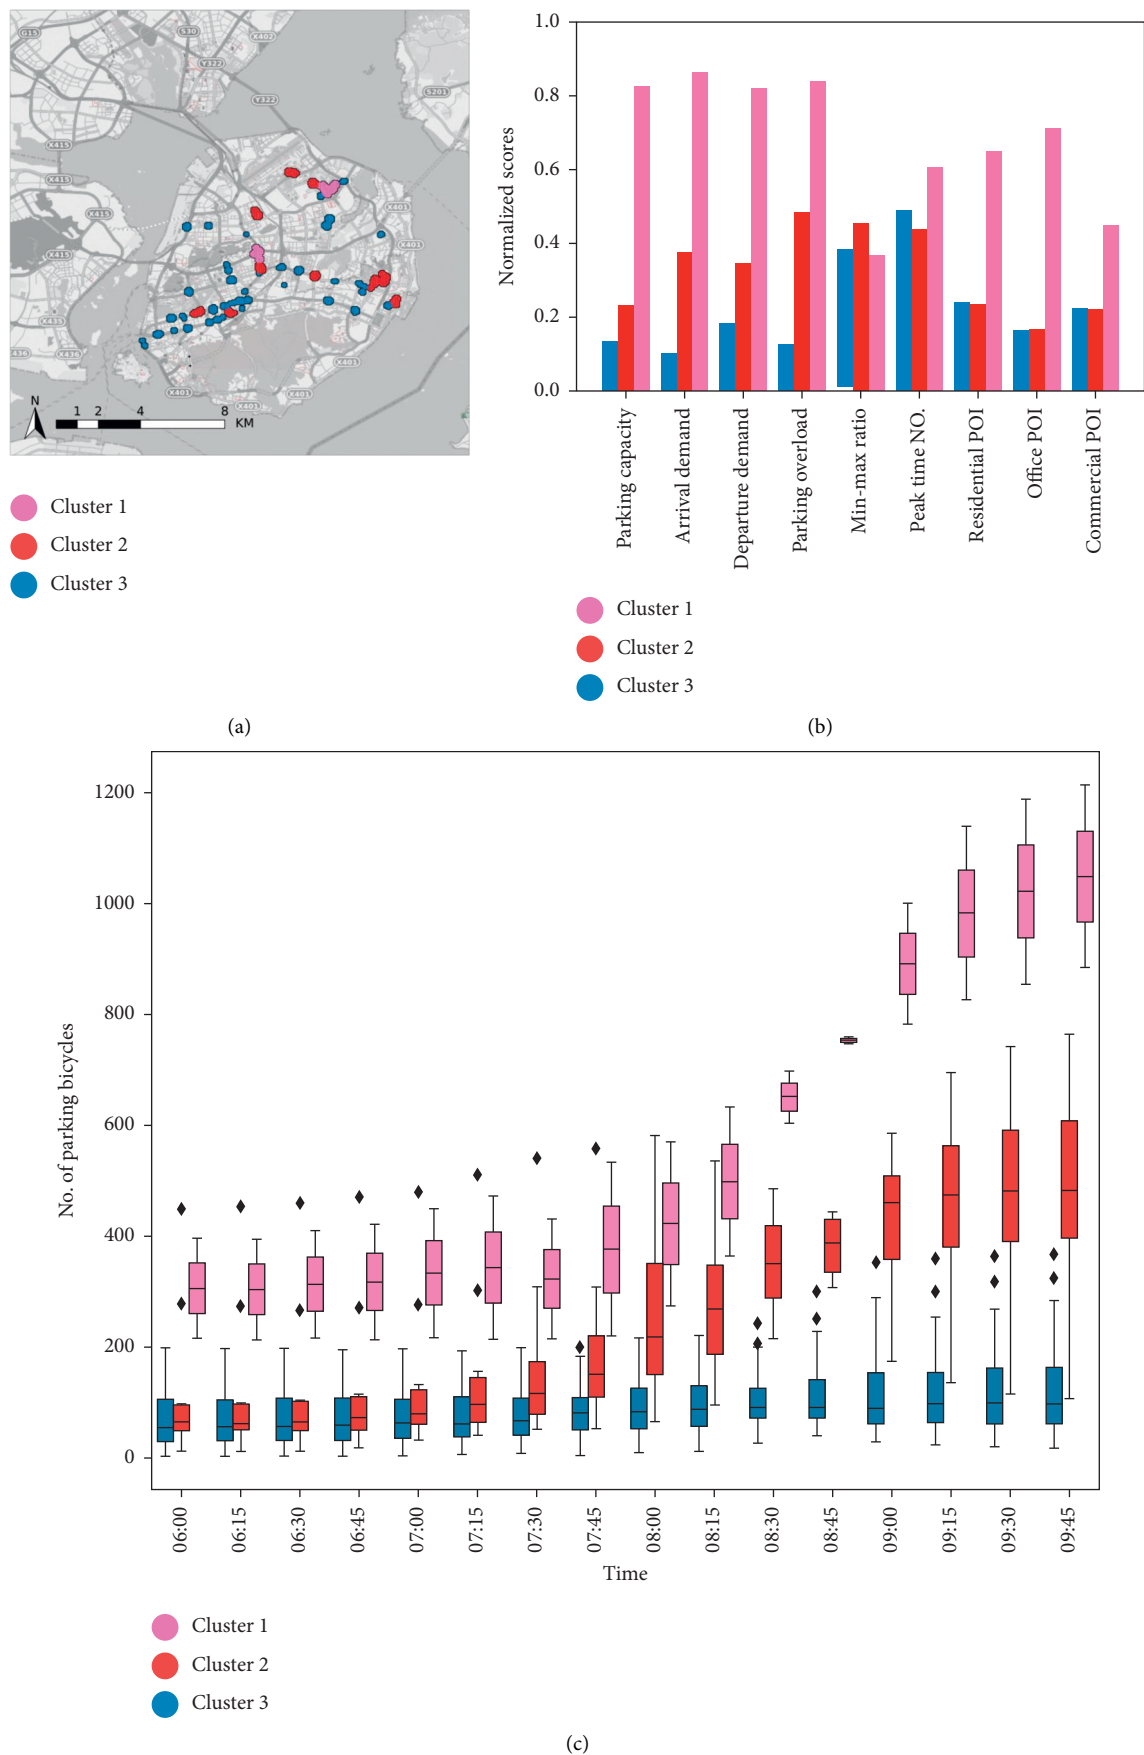 G15
S30
X402
Y322
S201
Y322
X415
X415
X415
X401
X401
X415
X435
436
X436
X401
X401
X401
X401
N
1 2 4 8
KM
Cluster 1
Cluster 2
Cluster 3
(a)
Normalized scores
1.0
0.8
0.6
0.4
0.2
0.0
Parking capacity
Arrival demand
Departure demand
Parking overload
Min-max ratio
Peak time NO.
Residential POI
Office POI
Commercial POI
Cluster 1
Cluster 2
Cluster 3
(b)
No. of parking bicycles
1200
1000
800
600
400
200
0
06:00
06:15
06:30
06:45
07:00
07:15
07:30
07:45
08:00
08:15
08:30
08:45
09:00
09:15
09:30
09:45
Time
Cluster 1
Cluster 2
Cluster 3
(c)